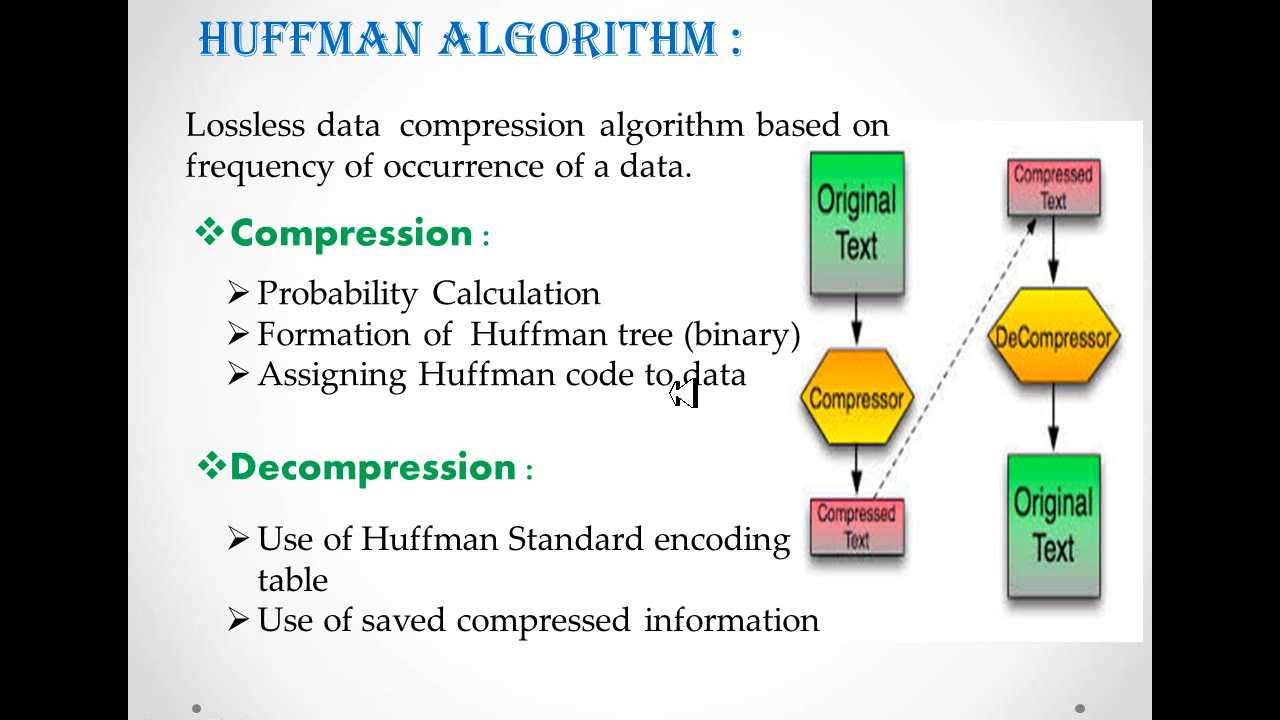 HUFFMAN ALGORITHM :
Lossless data compression algorithm based on
frequency of occurrence of a data.
❖Compression :
➢Probability Calculation
➢Formation of Huffman tree (binary)
➢Assigning Huffman code to data
❖Decompression :
➢Use of Huffman Standard encoding
table
➢Use of saved compressed information
Original
Text
Compressor
Compressed
Text
Compressed
Text
DeCompressor
Original
Text